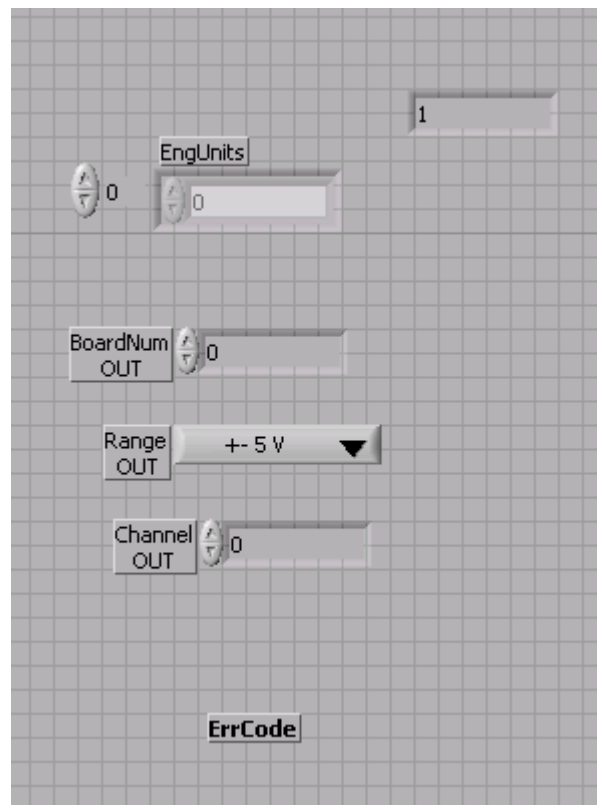 1
EngUnits
0
0
BoardNum
OUT
0
Range
OUT
+- 5 V
Channel
OUT
0
ErrCode